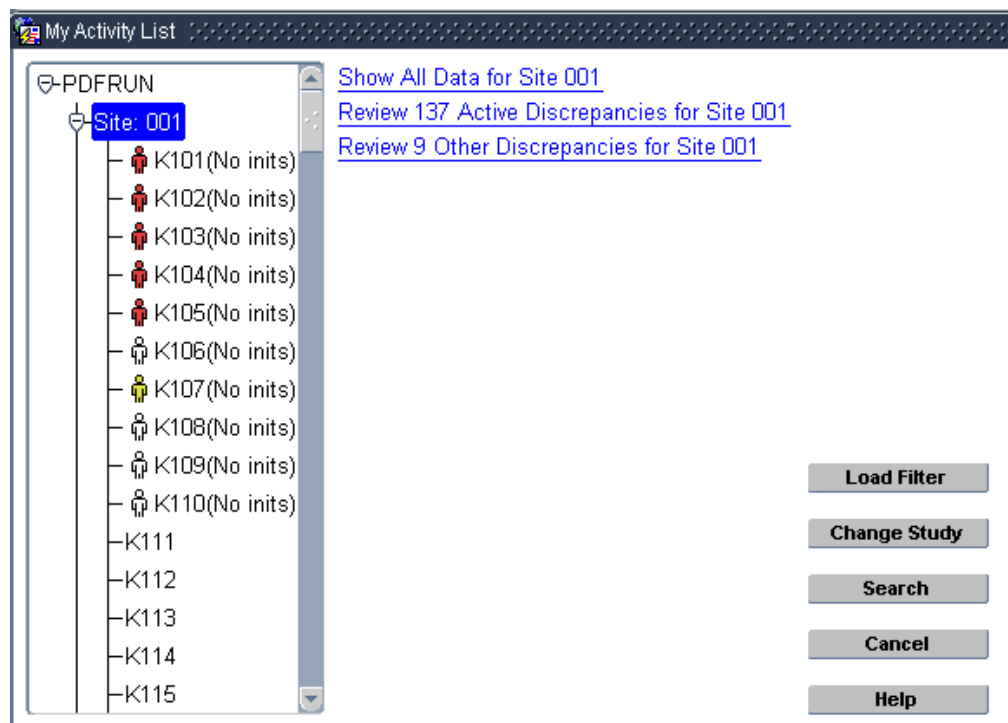 My Activity List
PDFRUN
Site: 001
K101(No inits)
K102(No inits)
K103(No inits)
K104(No inits)
K105(No inits)
K106(No inits)
K107(No inits)
K108(No inits)
K109(No inits)
K110(No inits)
K111
K112
K113
K114
K115
Show All Data for Site 001
Review 137 Active Discrepancies for Site 001
Review 9 Other Discrepancies for Site 001
Load Filter
Change Study
Search
Cancel
Help